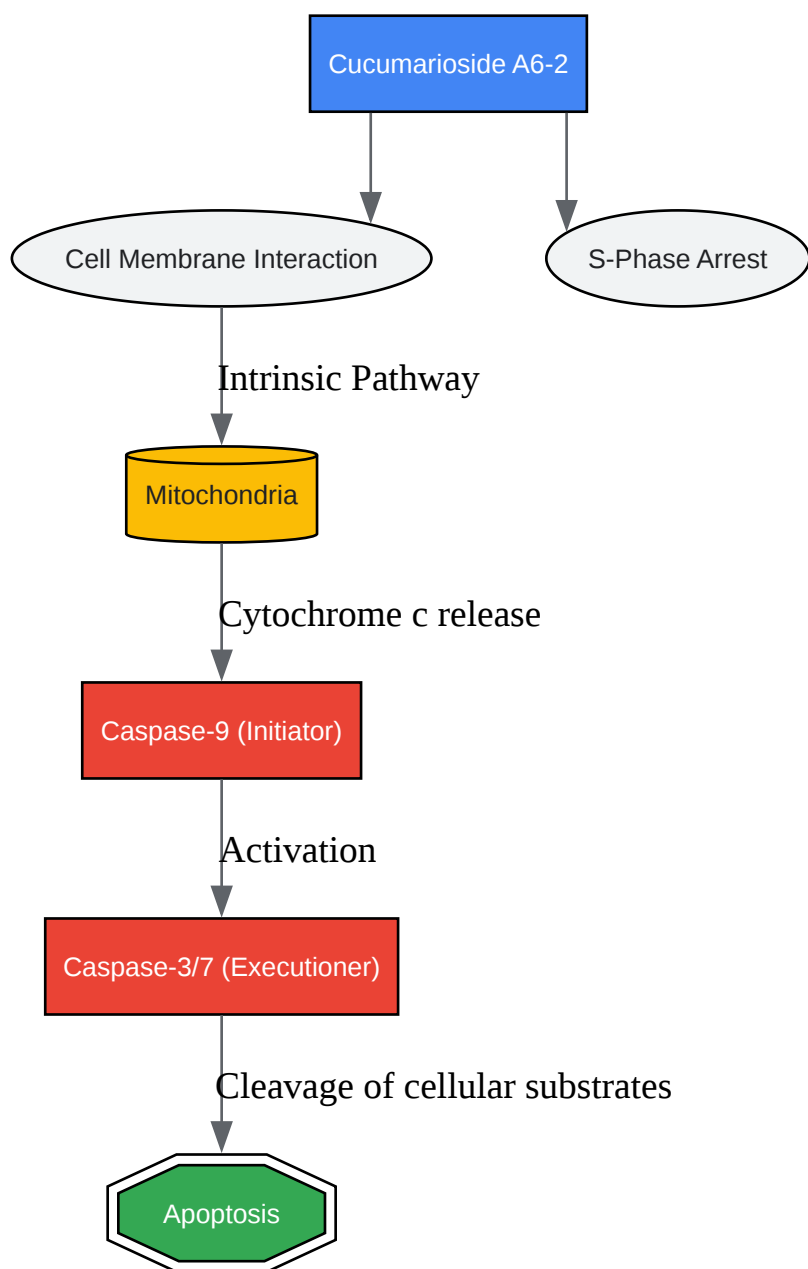 Cucumarioside A6-2
Cell Membrane Interaction
S-Phase Arrest
Intrinsic Pathway
Mitochondria
Cytochrome c release
Caspase-9 (Initiator)
Activation
Caspase-3/7 (Executioner)
Cleavage of cellular substrates
Apoptosis